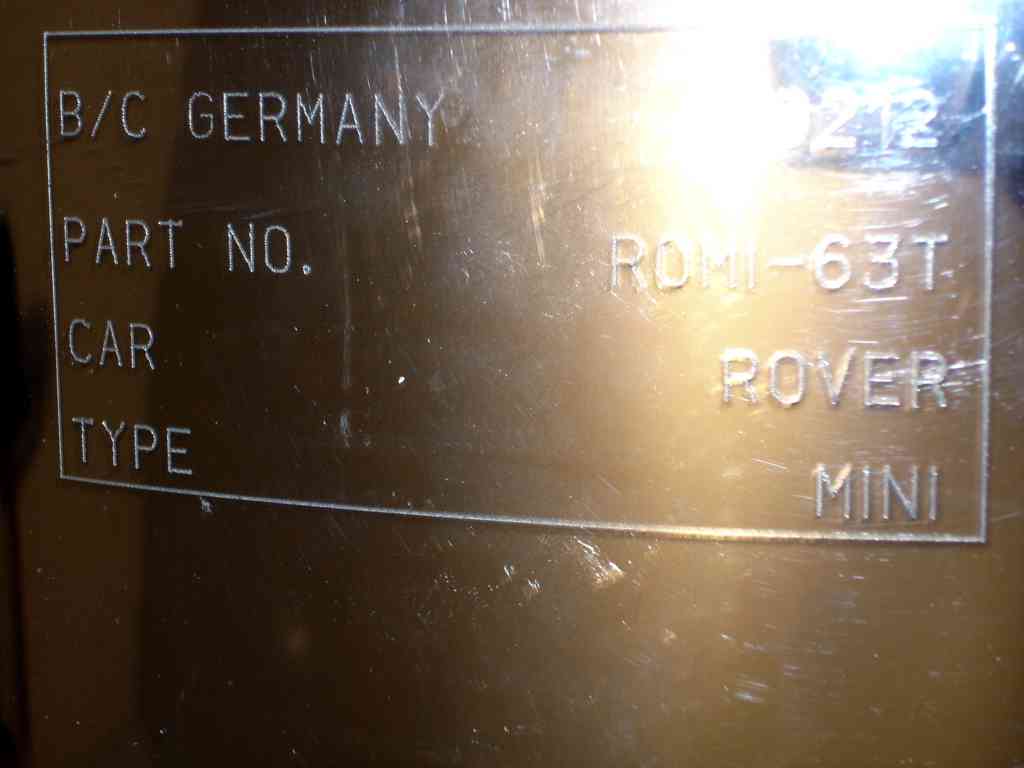 B/C GERMANY
PART NO. ROMI-63T
CAR ROVER
TYPE MINI